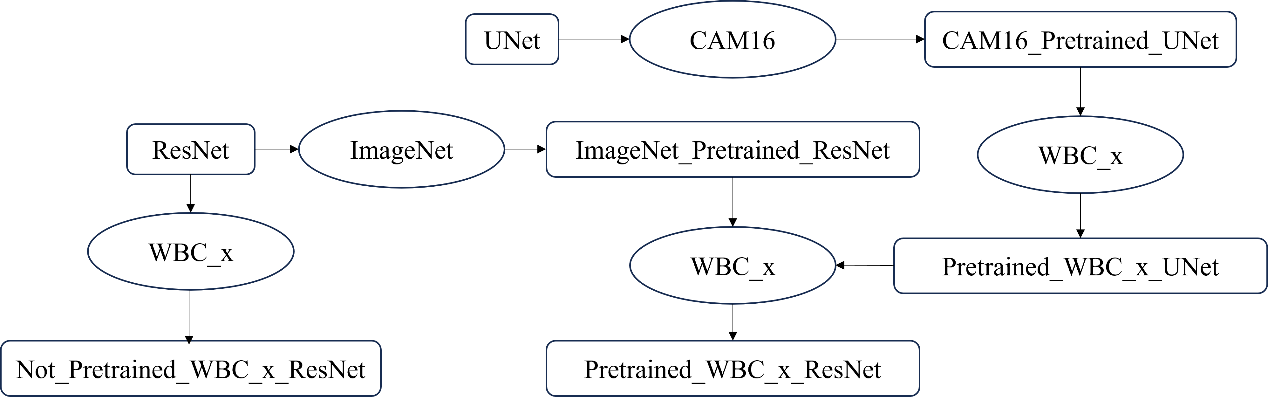 UNet
CAM16
CAM16_Pretrained_UNet
ResNet
ImageNet
ImageNet_Pretrained_ResNet
WBC_x
WBC_x
WBC_x
Pretrained_WBC_x_UNet
Not_Pretrained_WBC_x_ResNet
Pretrained_WBC_x_ResNet